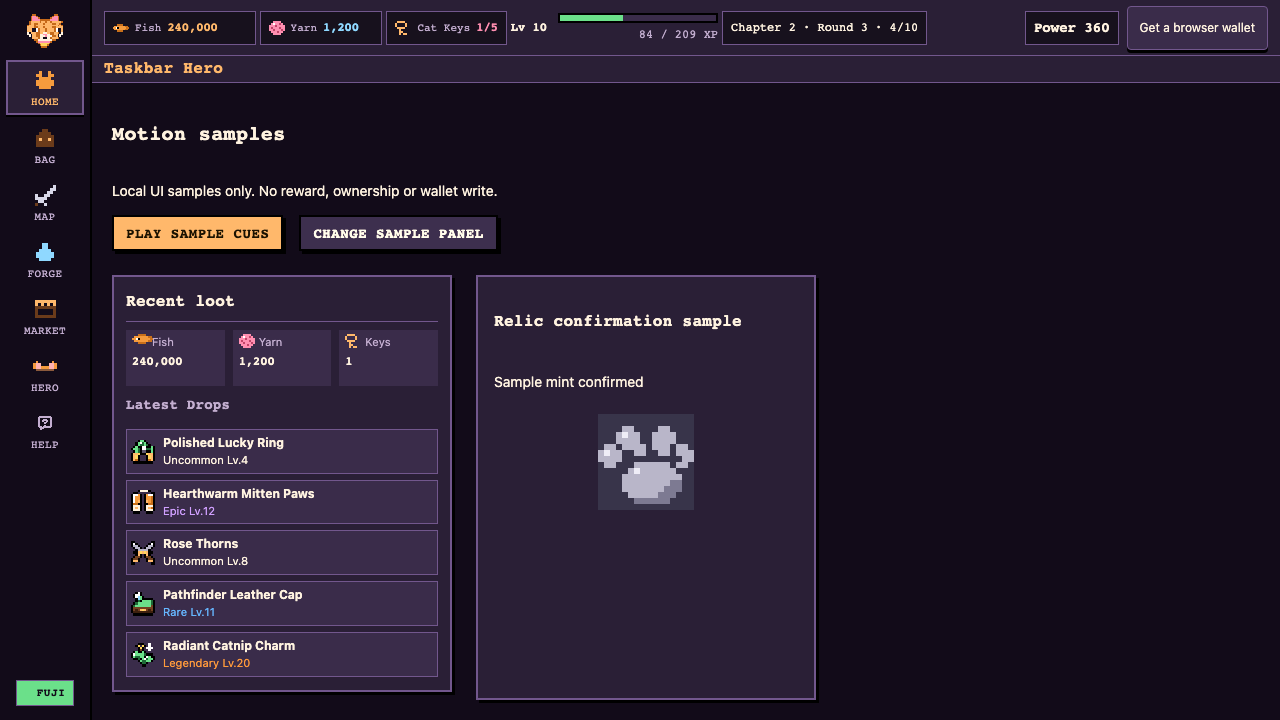 Fish 240,000
Yarn 1,200
Cat Keys 1/5
Lv 10
84 / 209 XP
Chapter 2 · Round 3 · 4/10
Power 360
Get a browser wallet
Taskbar Hero
HOME
BAG
MAP
FORGE
MARKET
HERO
HELP
FUJI
Motion samples
Local UI samples only. No reward, ownership or wallet write.
PLAY SAMPLE CUES
CHANGE SAMPLE PANEL
Recent loot
Fish
240,000
Yarn
1,200
Keys
1
Latest Drops
Polished Lucky Ring
Uncommon Lv.4
Hearthwarm Mitten Paws
Epic Lv.12
Rose Thorns
Uncommon Lv.8
Pathfinder Leather Cap
Rare Lv.11
Radiant Catnip Charm
Legendary Lv.20
Relic confirmation sample
Sample mint confirmed